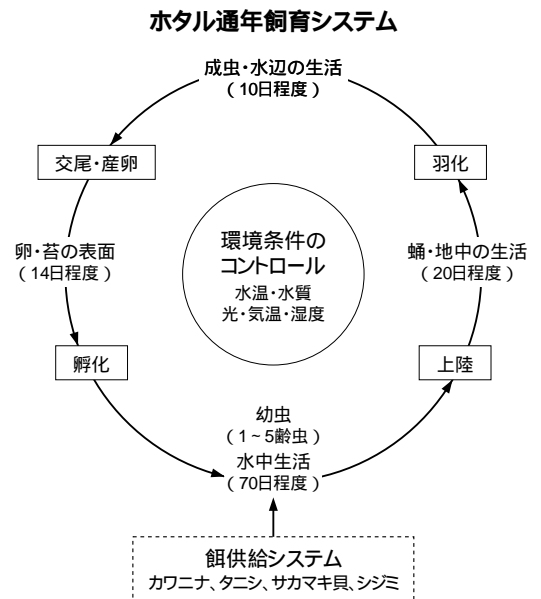 ホタル通年飼育システム
成虫・水辺の生活
（10日程度）
交尾・産卵
羽化
卵・苔の表面
（14日程度）
環境条件の
コントロール
水温・水質
光・気温・湿度
蛹・地中の生活
（20日程度）
孵化
上陸
幼虫
（1～5齢虫）
水中生活
（70日程度）
餌供給システム
カワニナ、タニシ、サカマキ貝、シジミ